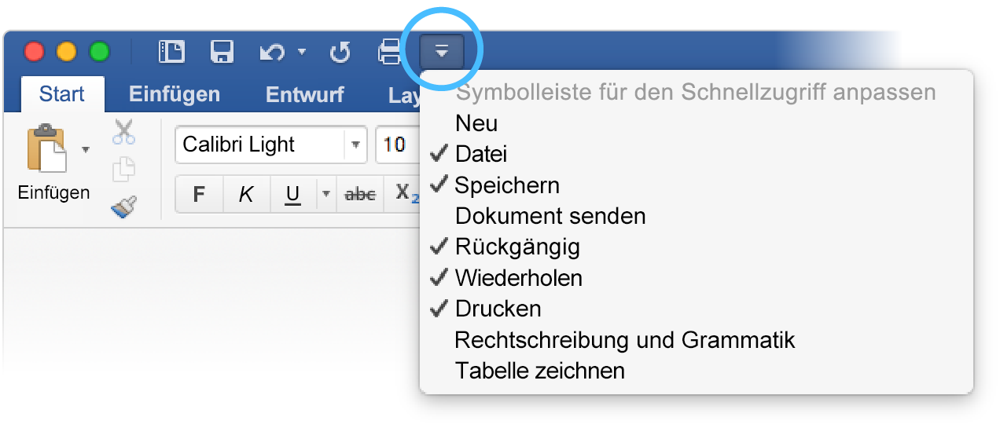 Start Einfügen Entwurf Lay
Einfügen
Calibri Light 10
F K U abc X2
Symbolleiste für den Schnellzugriff anpassen
Neu
Datei
Speichern
Dokument senden
Rückgängig
Wiederholen
Drucken
Rechtschreibung und Grammatik
Tabelle zeichnen